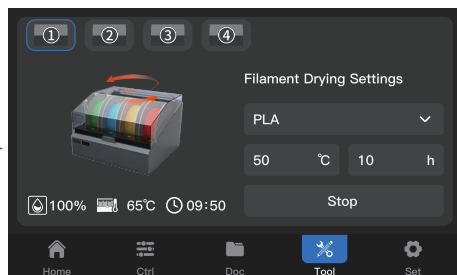 ① ② ③ ④
Filament Drying Settings
PLA
50 ℃ 10 h
100% 65℃ 09:50
Stop
Home Ctrl Doc Tool Set